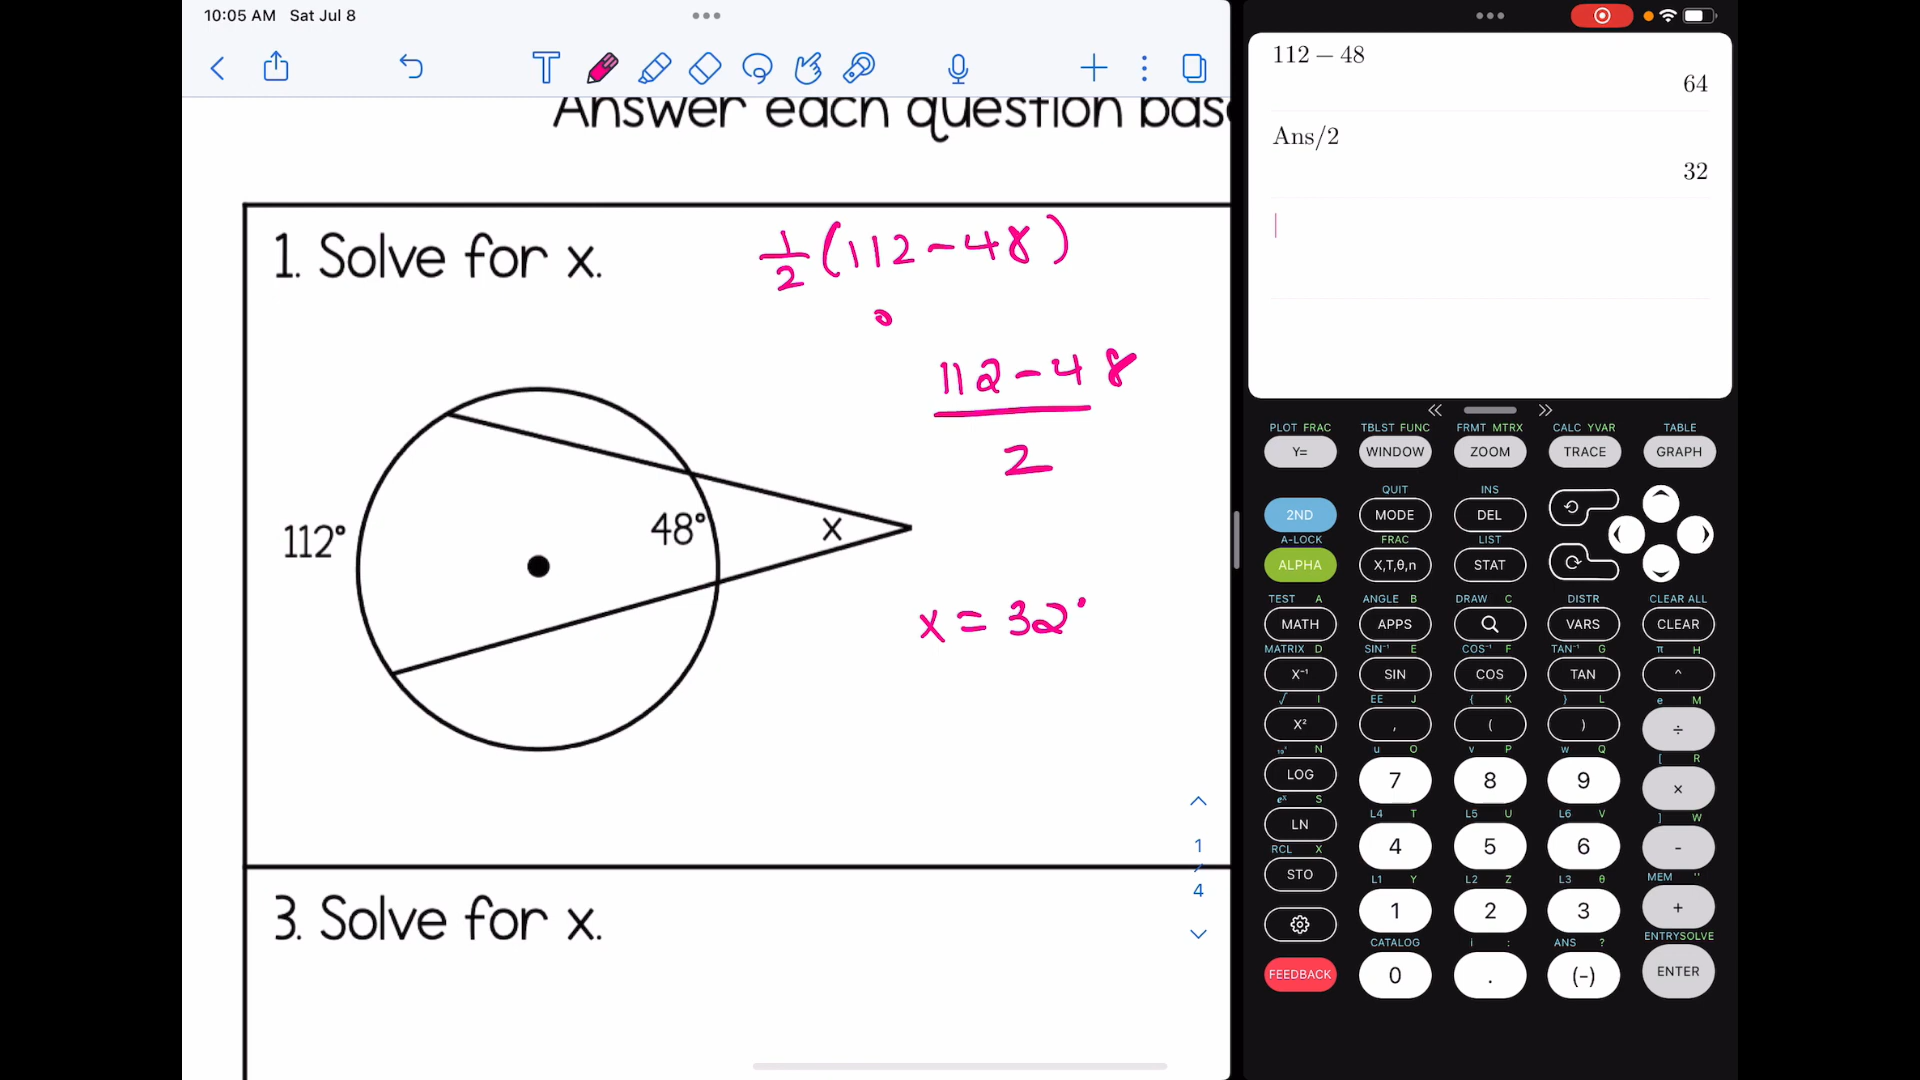 10:05 AM Sat Jul 8
Answer each question bas
1. Solve for x.
1/2 (112-48)
112-48
2
112°
48°
x
x = 32°
1
4
3. Solve for x.
112 – 48
64
Ans/2
32
PLOT FRAC TBLST FUNC FRMT MTRX CALC YVAR TABLE
Y= WINDOW ZOOM TRACE GRAPH
QUIT INS
2ND MODE DEL
A-LOCK FRAC LIST
ALPHA X,T,θ,n STAT
TEST A ANGLE B DRAW C DISTR CLEAR ALL
MATH APPS VARS CLEAR
MATRIX D SIN⁻¹ E COS⁻¹ F TAN⁻¹ G π H
X⁻¹ SIN COS TAN ^
√ I EE J { K } L e M
X² , ( ) ÷
N u O v P w Q [ R
LOG 7 8 9 ×
eˣ S L4 T L5 U L6 V ] W
LN 4 5 6 -
RCL X L1 Y L2 Z L3 θ MEM "
STO 1 2 3 +
CATALOG i : ANS ? ENTRY SOLVE
FEEDBACK 0 . (-) ENTER